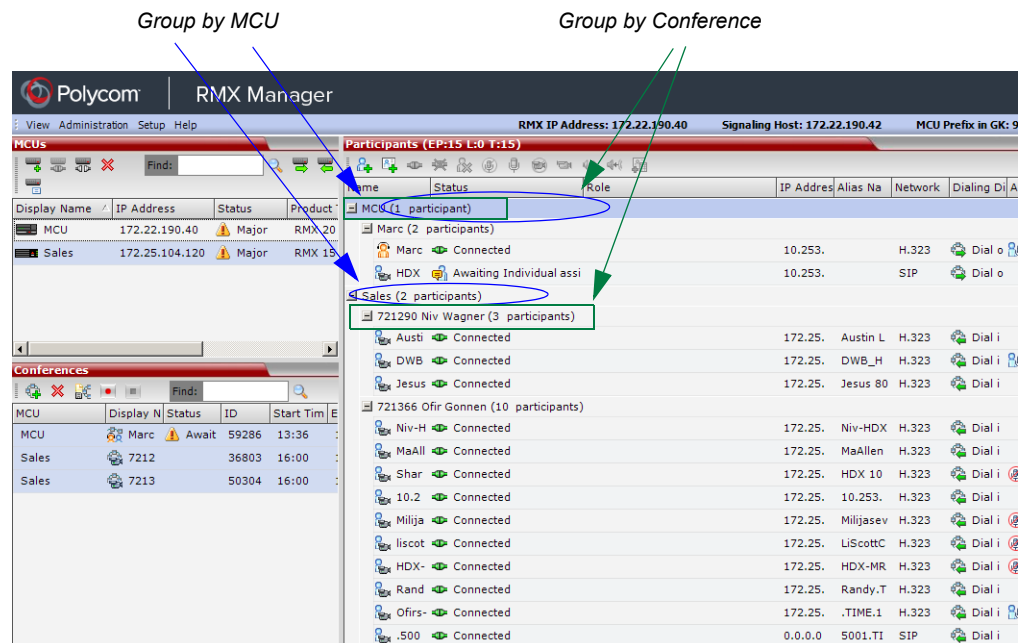 Group by MCU
Group by Conference
Polycom RMX Manager
View Administration Setup Help RMX IP Address: 172.22.190.40 Signaling Host: 172.22.190.42 MCU Prefix in GK: 9
MCUs
Find:
Display Name IP Address Status Product
MCU 172.22.190.40 Major RMX 20
Sales 172.25.104.120 Major RMX 15
Conferences
Find:
MCU Display N Status ID Start Tim E
MCU Marc Await 59286 13:36
Sales 7212 36803 16:00
Sales 7213 50304 16:00
Participants (EP:15 L:0 T:15)
Name Status Role IP Addres Alias Na Network Dialing Di A
MCU (1 participant)
Marc (2 participants)
Marc Connected 10.253. H.323 Dial o
HDX Awaiting Individual assi 10.253. SIP Dial o
Sales (2 participants)
721290 Niv Wagner (3 participants)
Austi Connected 172.25. Austin L H.323 Dial i
DWB Connected 172.25. DWB_H H.323 Dial i
Jesus Connected 172.25. Jesus 80 H.323 Dial i
721366 Ofir Gonnen (10 participants)
Niv-H Connected 172.25. Niv-HDX H.323 Dial i
MaAll Connected 172.25. MaAllen H.323 Dial i
Shar Connected 172.25. HDX 10 H.323 Dial i
10.2 Connected 172.25. 10.253. H.323 Dial i
Milija Connected 172.25. Milijasev H.323 Dial i
liscot Connected 172.25. LiScottC H.323 Dial i
HDX- Connected 172.25. HDX-MR H.323 Dial i
Rand Connected 172.25. Randy.T H.323 Dial i
Ofirs- Connected 172.25. .TIME.1 H.323 Dial i
.500 Connected 0.0.0.0 5001.TI SIP Dial i